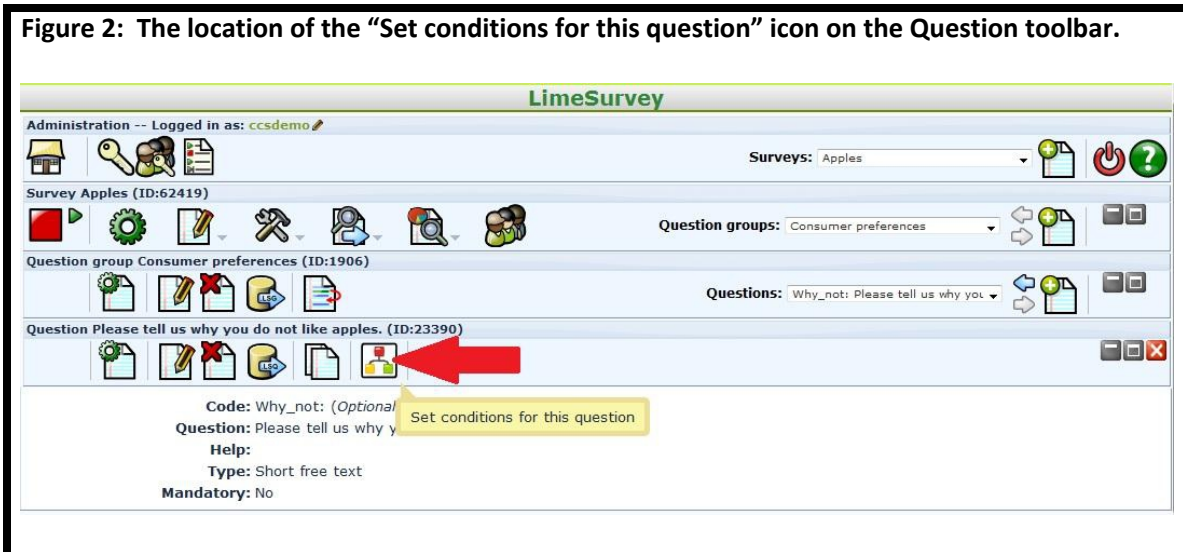 Figure 2:  The location of the “Set conditions for this question” icon on the Question toolbar.
LimeSurvey
Administration -- Logged in as: ccsdemo
Surveys: Apples
Survey Apples (ID:62419)
Question groups: Consumer preferences
Question group Consumer preferences (ID:1906)
LSG
Questions: Why_not: Please tell us why you
Question Please tell us why you do not like apples. (ID:23390)
LSQ
Code: Why_not: (Optional
Set conditions for this question
Question: Please tell us why y
Help:
Type: Short free text
Mandatory: No